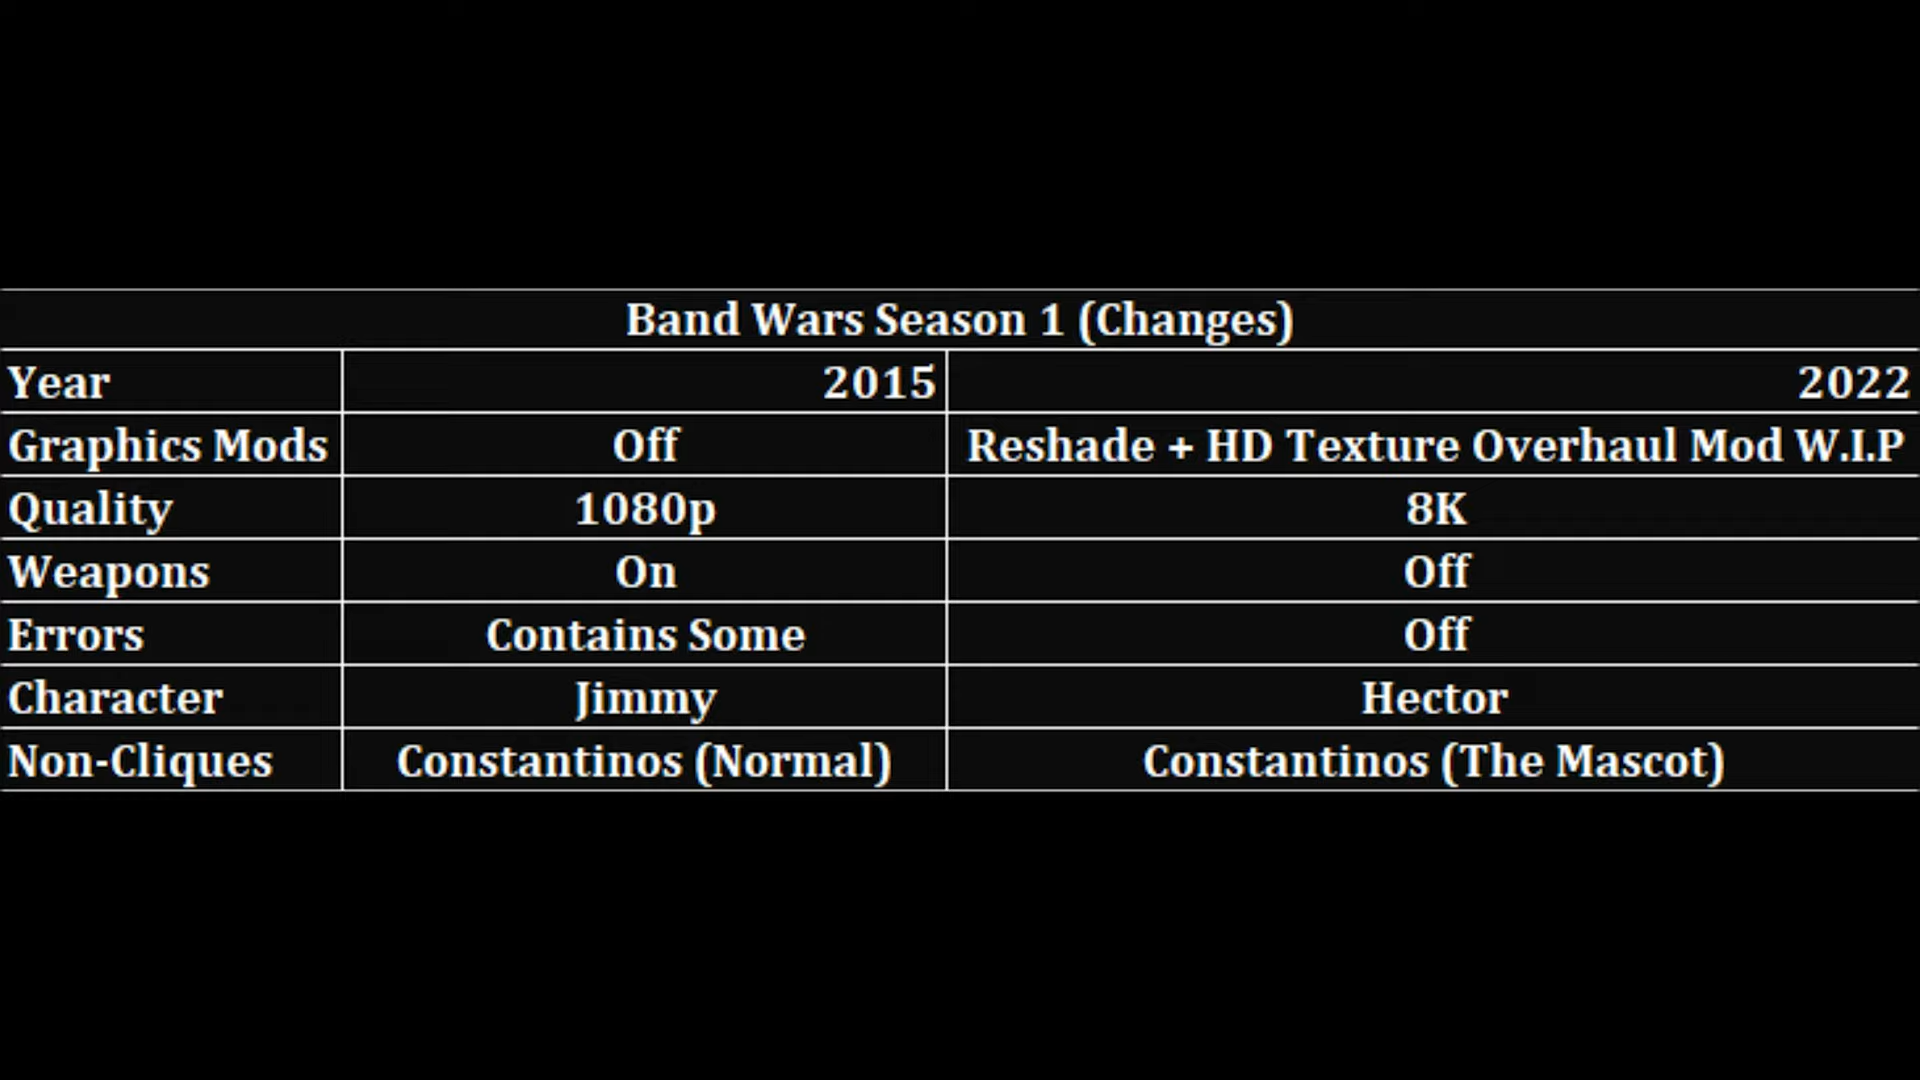 Band Wars Season 1 (Changes)
Year 2015 2022
Graphics Mods Off Reshade + HD Texture Overhaul Mod W.I.P
Quality 1080p 8K
Weapons On Off
Errors Contains Some Off
Character Jimmy Hector
Non-Cliques Constantinos (Normal) Constantinos (The Mascot)